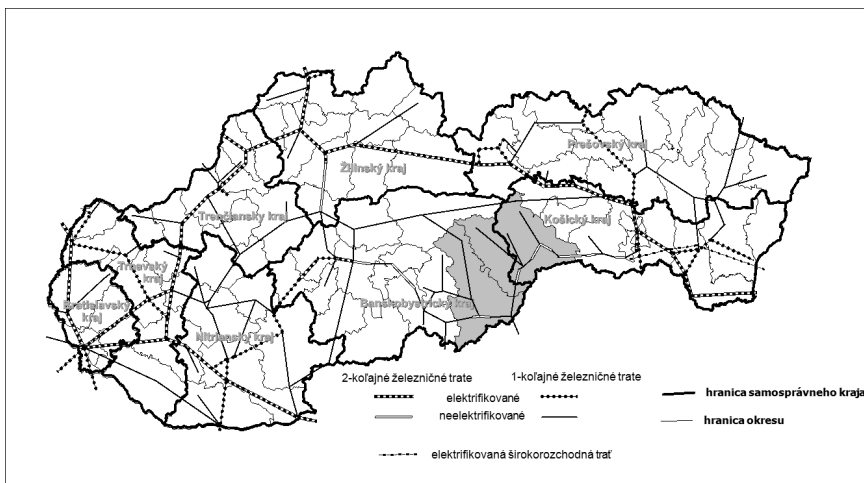 Prešovský kraj
Žilinský kraj
Košický kraj
Trenčiansky kraj
Trnavský
kraj
Bratislavský
kraj
Banskobystrický kraj
Nitriansky kraj
2-koľajné železničné trate
1-koľajné železničné trate
elektrifikované
neelektrifikované
elektrifikovaná širokorozchodná trať
hranica samosprávneho kraja
hranica okresu